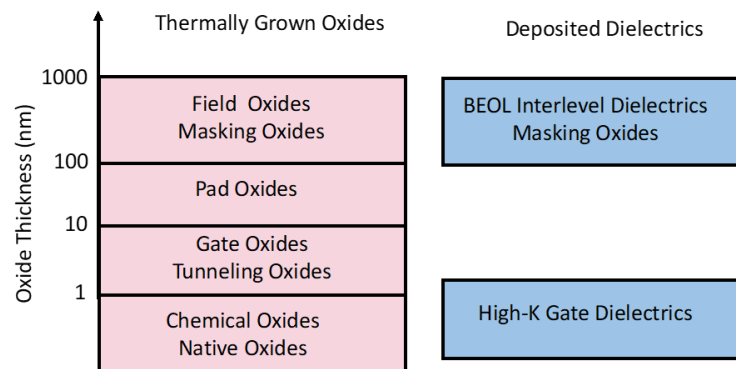 Thermally Grown Oxides
Deposited Dielectrics
Oxide Thickness (nm)
1000
100
10
1
Field Oxides
Masking Oxides
Pad Oxides
Gate Oxides
Tunneling Oxides
Chemical Oxides
Native Oxides
BEOL Interlevel Dielectrics
Masking Oxides
High-K Gate Dielectrics